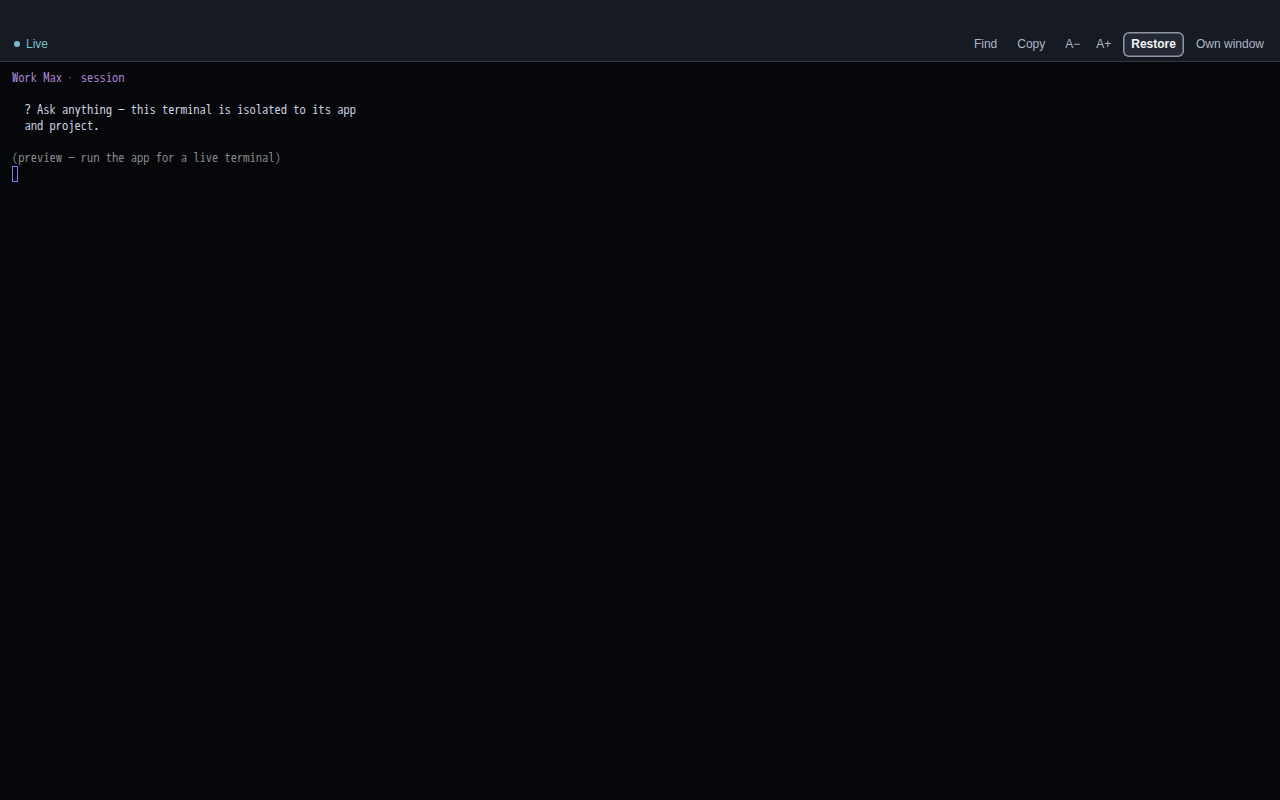 Live
Find Copy A− A+ Restore Own window
Work Max · session
? Ask anything — this terminal is isolated to its app
and project.
(preview — run the app for a live terminal)